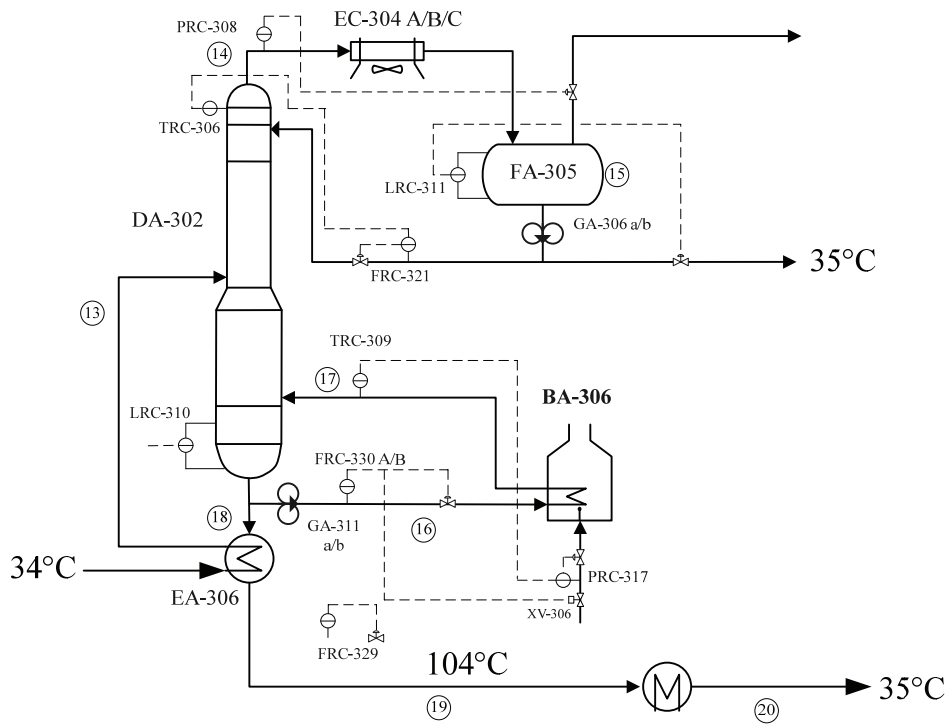 PRC-308
EC-304 A/B/C
14
TRC-306
FA-305
15
LRC-311
DA-302
GA-306 a/b
FRC-321
35°C
13
TRC-309
17
BA-306
LRC-310
FRC-330 A/B
18
GA-311
a/b
16
34°C
EA-306
PRC-317
XV-306
FRC-329
104°C
19
20
35°C